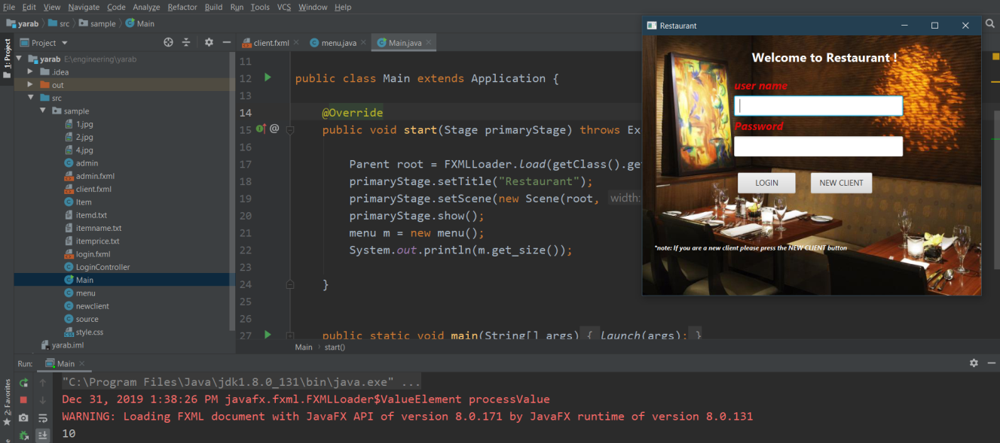 File Edit View Navigate Code Analyze Refactor Build Run Tools VCS Window Help
yarab src sample Main
1: Project
Project
client.fxml menu.java Main.java
yarab E:\engineering\yarab
.idea
out
src
sample
1.jpg
2.jpg
4.jpg
admin
admin.fxml
client.fxml
Item
itemd.txt
itemname.txt
itemprice.txt
login.fxml
LoginController
Main
menu
newclient
source
style.css
yarab.iml
11
12 public class Main extends Application {
13
14 @Override
15 @ public void start(Stage primaryStage) throws Ex
16
17 Parent root = FXMLLoader.load(getClass().ge
18 primaryStage.setTitle("Restaurant");
19 primaryStage.setScene(new Scene(root, width:
20 primaryStage.show();
21 menu m = new menu();
22 System.out.println(m.get_size());
23
24 }
25
26
27 public static void main(String[] args) { launch(args); }
Main start()
Restaurant
Welcome to Restaurant !
user name
Password
LOGIN NEW CLIENT
*note: If you are a new client please press the NEW CLIENT button
Run: Main
2: Favorites
"C:\Program Files\Java\jdk1.8.0_131\bin\java.exe" ...
Dec 31, 2019 1:38:26 PM javafx.fxml.FXMLLoader$ValueElement processValue
WARNING: Loading FXML document with JavaFX API of version 8.0.171 by JavaFX runtime of version 8.0.131
10